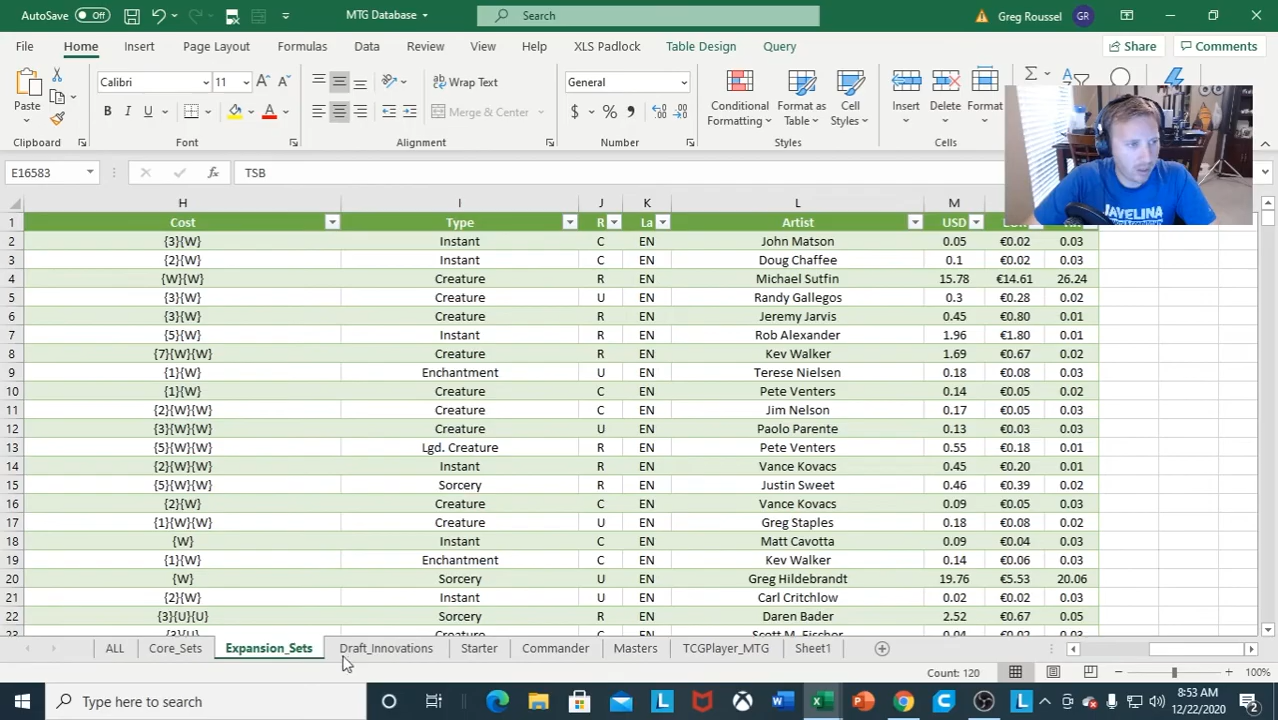 AutoSave Off MTG Database Search Greg Roussel GR
File Home Insert Page Layout Formulas Data Review View Help XLS Padlock Table Design Query Share Comments
Paste Calibri 11 Wrap Text General Conditional Formatting Format as Table Cell Styles Insert Delete Format
B I U Merge & Center $ %
Clipboard Font Alignment Number Styles Cells
E16583 fx TSB
H I J K L M
1 Cost Type R La Artist USD
2 {3}{W} Instant C EN John Matson 0.05 €0.02 0.03
3 {2}{W} Instant C EN Doug Chaffee 0.1 €0.02 0.03
4 {W}{W} Creature R EN Michael Sutfin 15.78 €14.61 26.24
5 {3}{W} Creature U EN Randy Gallegos 0.3 €0.28 0.02
6 {3}{W} Creature R EN Jeremy Jarvis 0.45 €0.80 0.01
7 {5}{W} Instant R EN Rob Alexander 1.96 €1.80 0.01
8 {7}{W}{W} Creature R EN Kev Walker 1.69 €0.67 0.02
9 {1}{W} Enchantment U EN Terese Nielsen 0.18 €0.08 0.03
10 {1}{W} Creature C EN Pete Venters 0.14 €0.05 0.02
11 {2}{W}{W} Creature C EN Jim Nelson 0.17 €0.05 0.03
12 {3}{W}{W} Creature U EN Paolo Parente 0.13 €0.03 0.03
13 {5}{W}{W} Lgd. Creature R EN Pete Venters 0.55 €0.18 0.01
14 {2}{W}{W} Instant R EN Vance Kovacs 0.45 €0.20 0.01
15 {5}{W}{W} Sorcery R EN Justin Sweet 0.46 €0.39 0.02
16 {2}{W} Creature C EN Vance Kovacs 0.09 €0.05 0.03
17 {1}{W}{W} Creature U EN Greg Staples 0.18 €0.08 0.02
18 {W} Instant C EN Matt Cavotta 0.09 €0.04 0.03
19 {1}{W} Enchantment C EN Kev Walker 0.14 €0.06 0.03
20 {W} Sorcery U EN Greg Hildebrandt 19.76 €5.53 20.06
21 {2}{W} Instant U EN Carl Critchlow 0.02 €0.02 0.03
22 {3}{U}{U} Sorcery R EN Daren Bader 2.52 €0.67 0.05
23 {3}{U} Creature C EN Scott M. Fischer 0.04 €0.02 0.03
ALL Core_Sets Expansion_Sets Draft_Innovations Starter Commander Masters TCGPlayer_MTG Sheet1
Count: 120 100%
Type here to search 8:53 AM
12/22/2020 2
JAVELINA